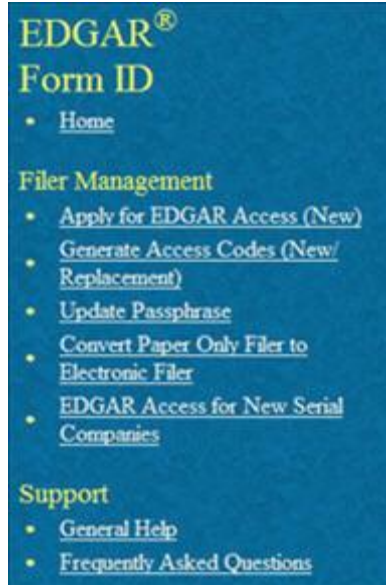 EDGAR®
Form ID
• Home
Filer Management
• Apply for EDGAR Access (New)
• Generate Access Codes (New/
Replacement)
• Update Passphrase
• Convert Paper Only Filer to
Electronic Filer
• EDGAR Access for New Serial
Companies
Support
• General Help
• Frequently Asked Questions